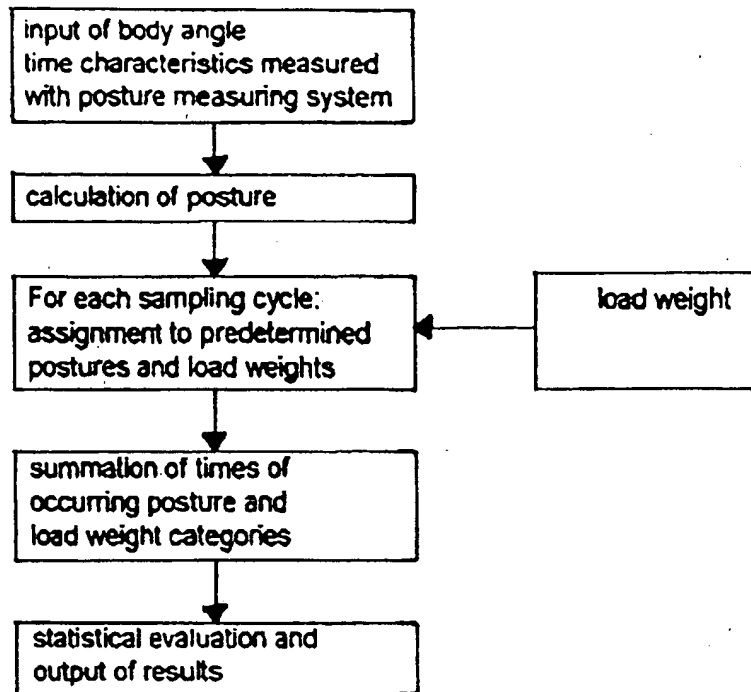 input of body angle
time characteristics measured
with posture measuring system
calculation of posture
For each sampling cycle:
assignment to predetermined
postures and load weights
load weight
summation of times of
occurring posture and
load weight categories
statistical evaluation and
output of results